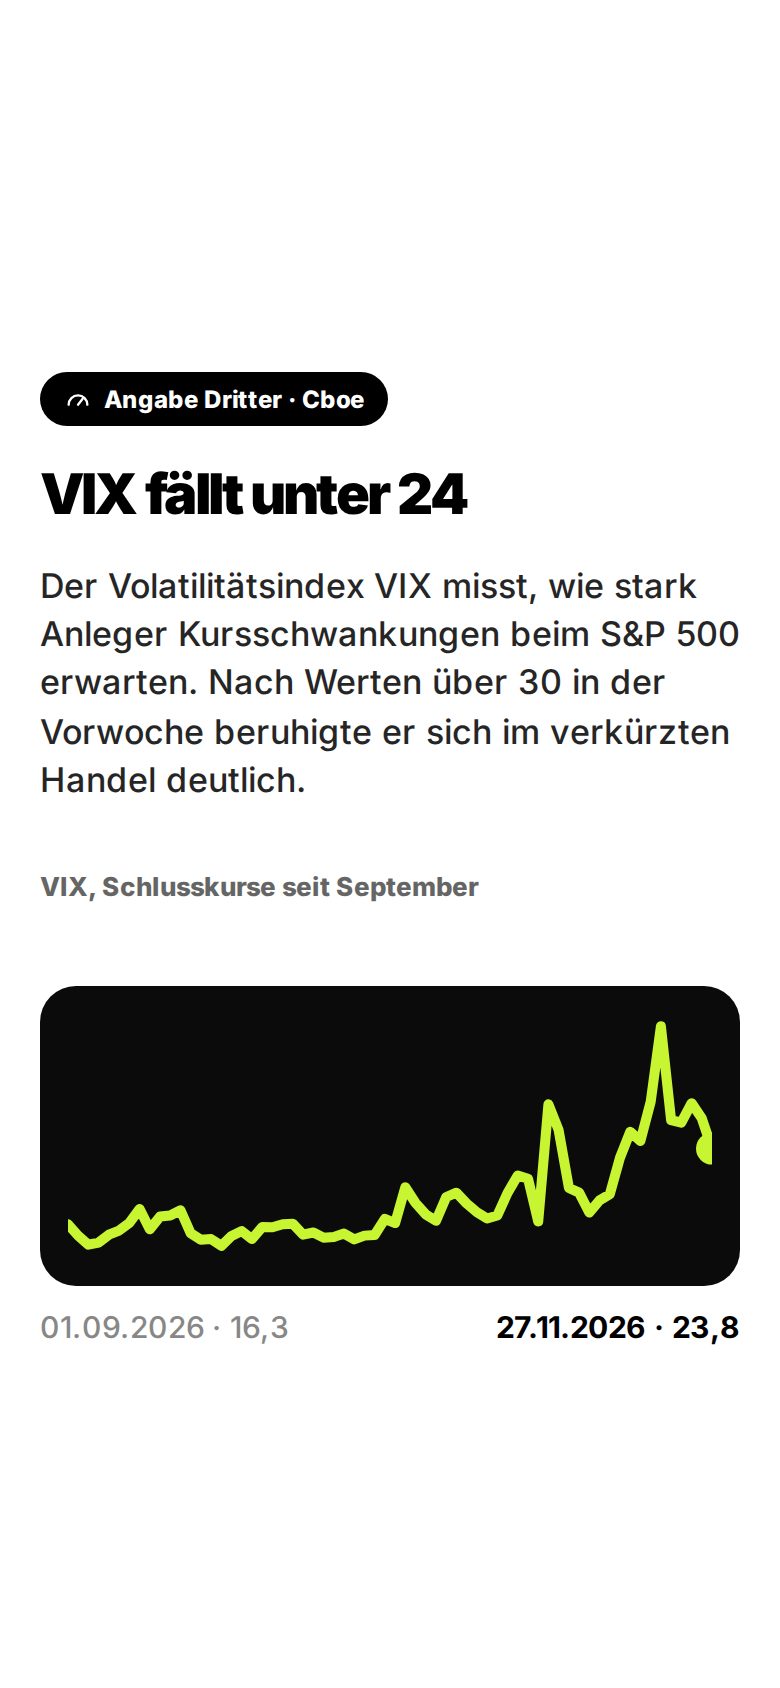 Angabe Dritter · Cboe
VIX fällt unter 24
Der Volatilitätsindex VIX misst, wie stark
Anleger Kursschwankungen beim S&P 500
erwarten. Nach Werten über 30 in der
Vorwoche beruhigte er sich im verkürzten
Handel deutlich.
VIX, Schlusskurse seit September
01.09.2026 · 16,3
27.11.2026 · 23,8